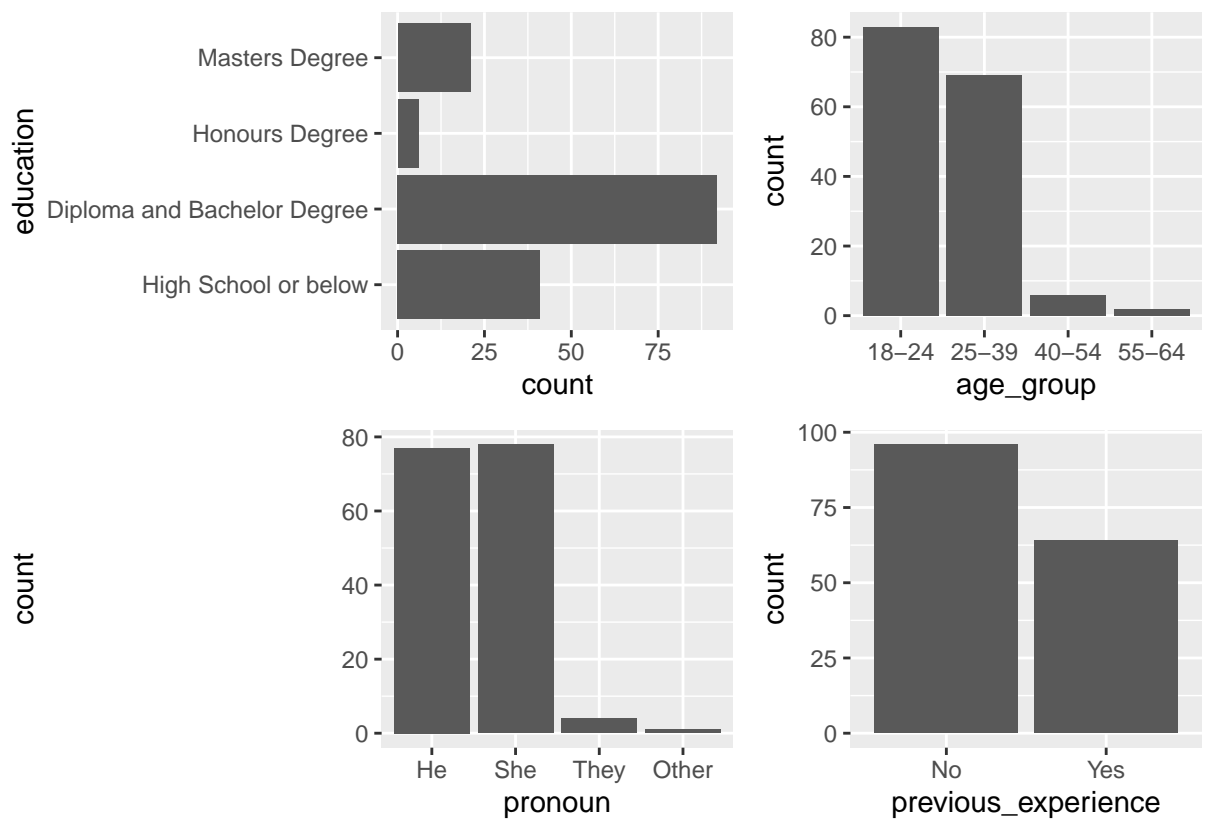 education
Masters Degree
Honours Degree
Diploma and Bachelor Degree
High School or below
0 25 50 75
count
count
80
60
40
20
0
18−24 25−39 40−54 55−64
age_group
count
80
60
40
20
0
He She They Other
pronoun
count
100
75
50
25
0
No Yes
previous_experience